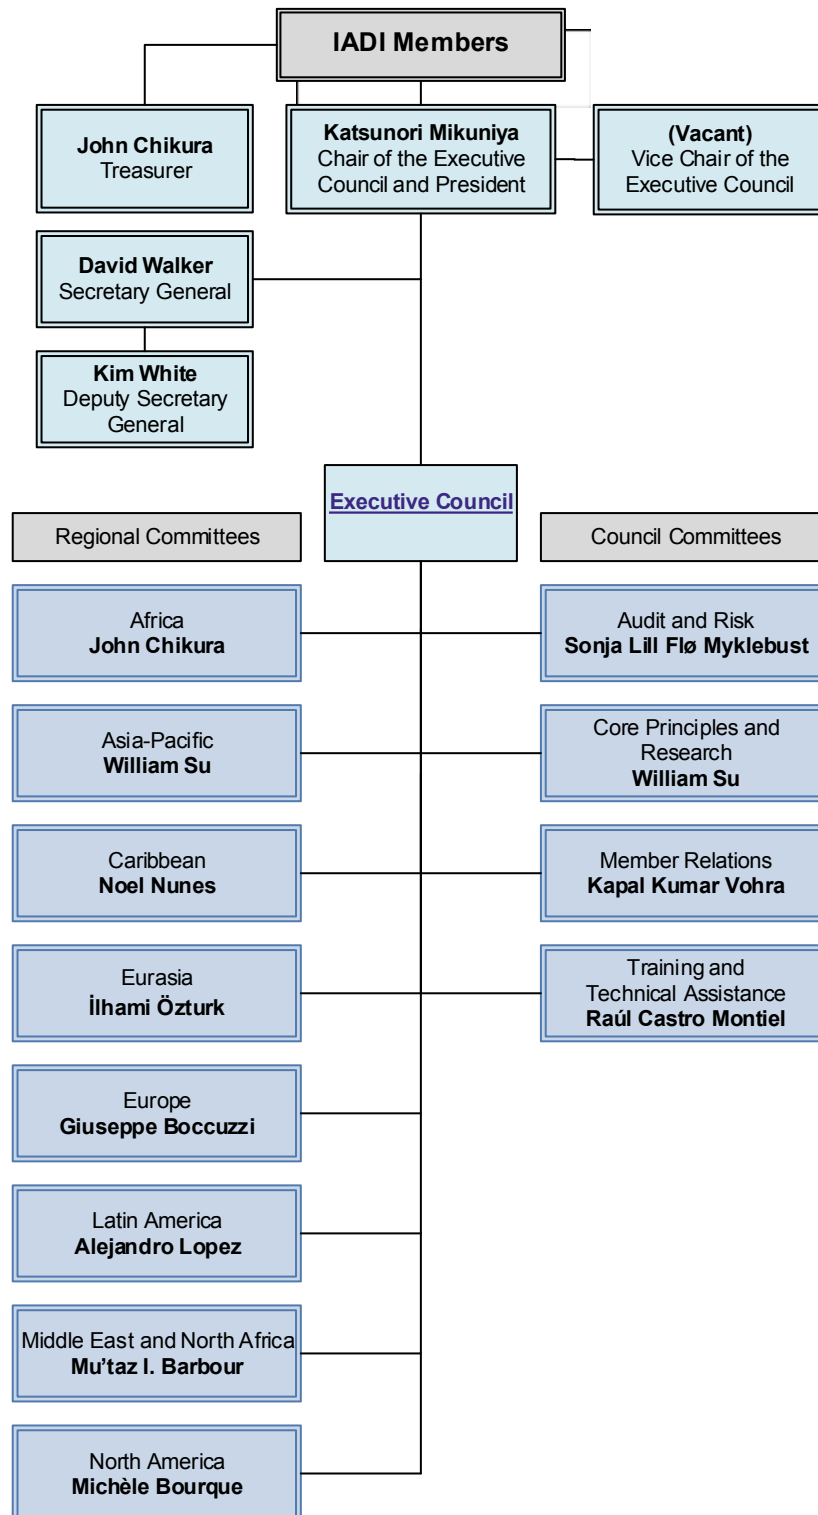 IADI Members
John Chikura
Treasurer
Katsunori Mikuniya
Chair of the Executive
Council and President
(Vacant)
Vice Chair of the
Executive Council
David Walker
Secretary General
Kim White
Deputy Secretary
General
Executive Council
Regional Committees
Council Committees
Africa
John Chikura
Audit and Risk
Sonja Lill Flø Myklebust
Asia-Pacific
William Su
Core Principles and
Research
William Su
Caribbean
Noel Nunes
Member Relations
Kapal Kumar Vohra
Eurasia
İlhami Özturk
Training and
Technical Assistance
Raúl Castro Montiel
Europe
Giuseppe Boccuzzi
Latin America
Alejandro Lopez
Middle East and North Africa
Mu’taz I. Barbour
North America
Michèle Bourque